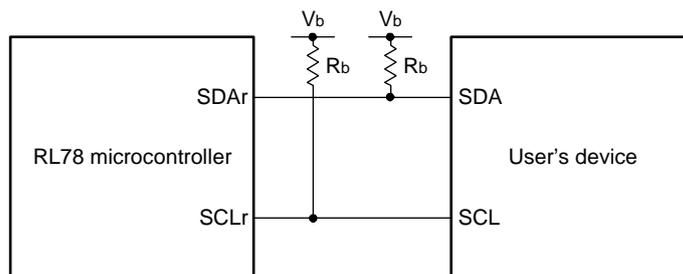 Vb Vb
Rb Rb
SDAr SDA
RL78 microcontroller User's device
SCLr SCL